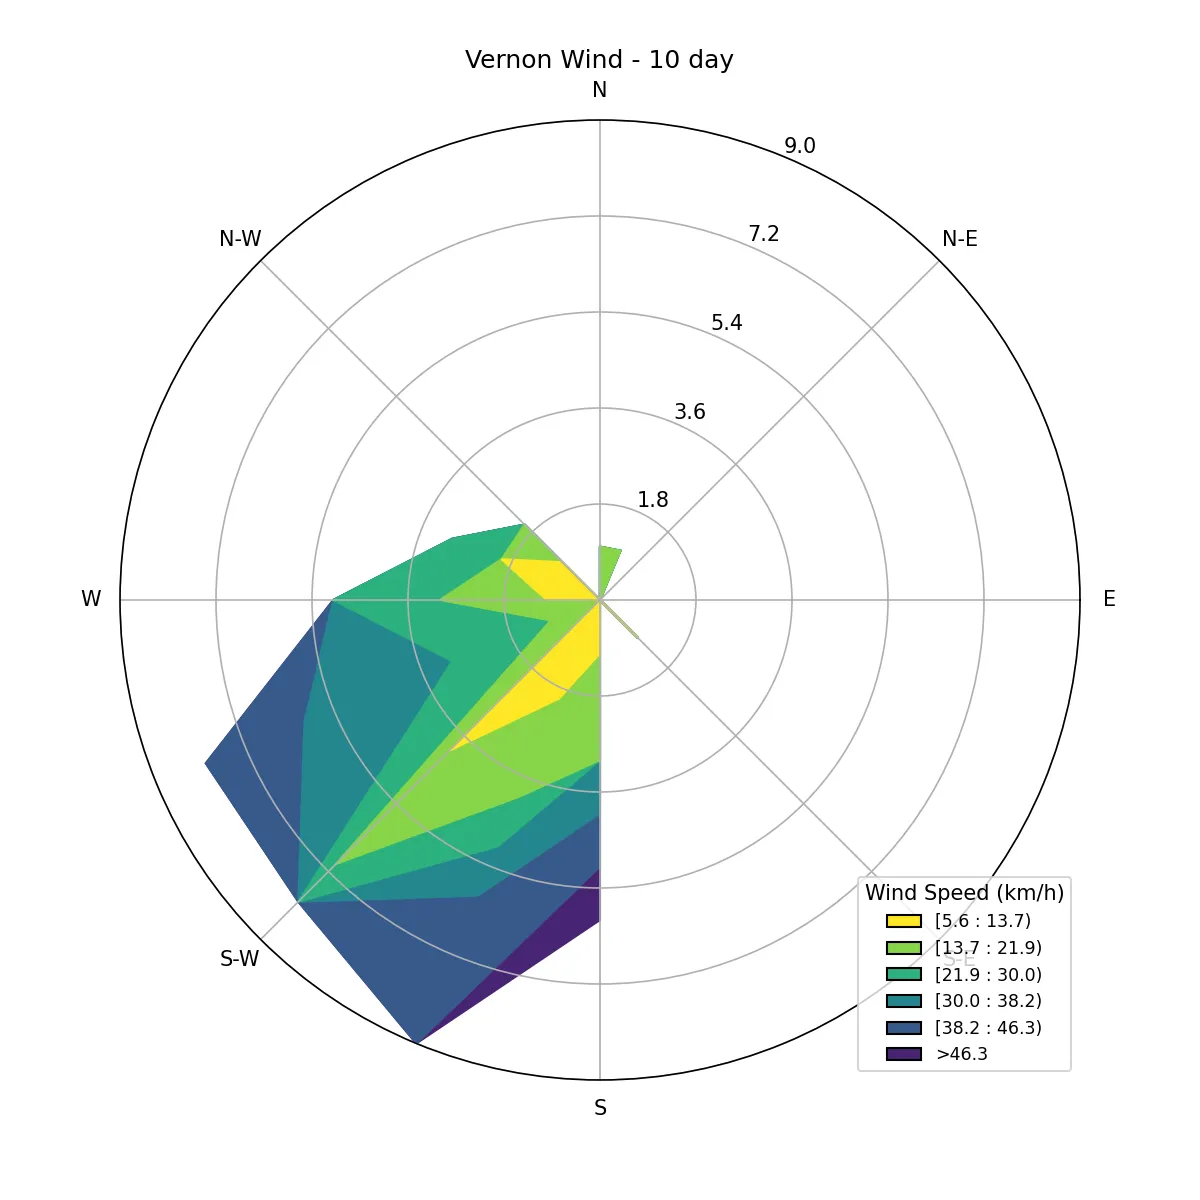 Vernon Wind - 10 day
N
9.0
N-W
N-E
7.2
5.4
3.6
1.8
W
E
Wind Speed (km/h)
[5.6 : 13.7)
[13.7 : 21.9)
S-W
S-E
[21.9 : 30.0)
[30.0 : 38.2)
[38.2 : 46.3)
>46.3
S